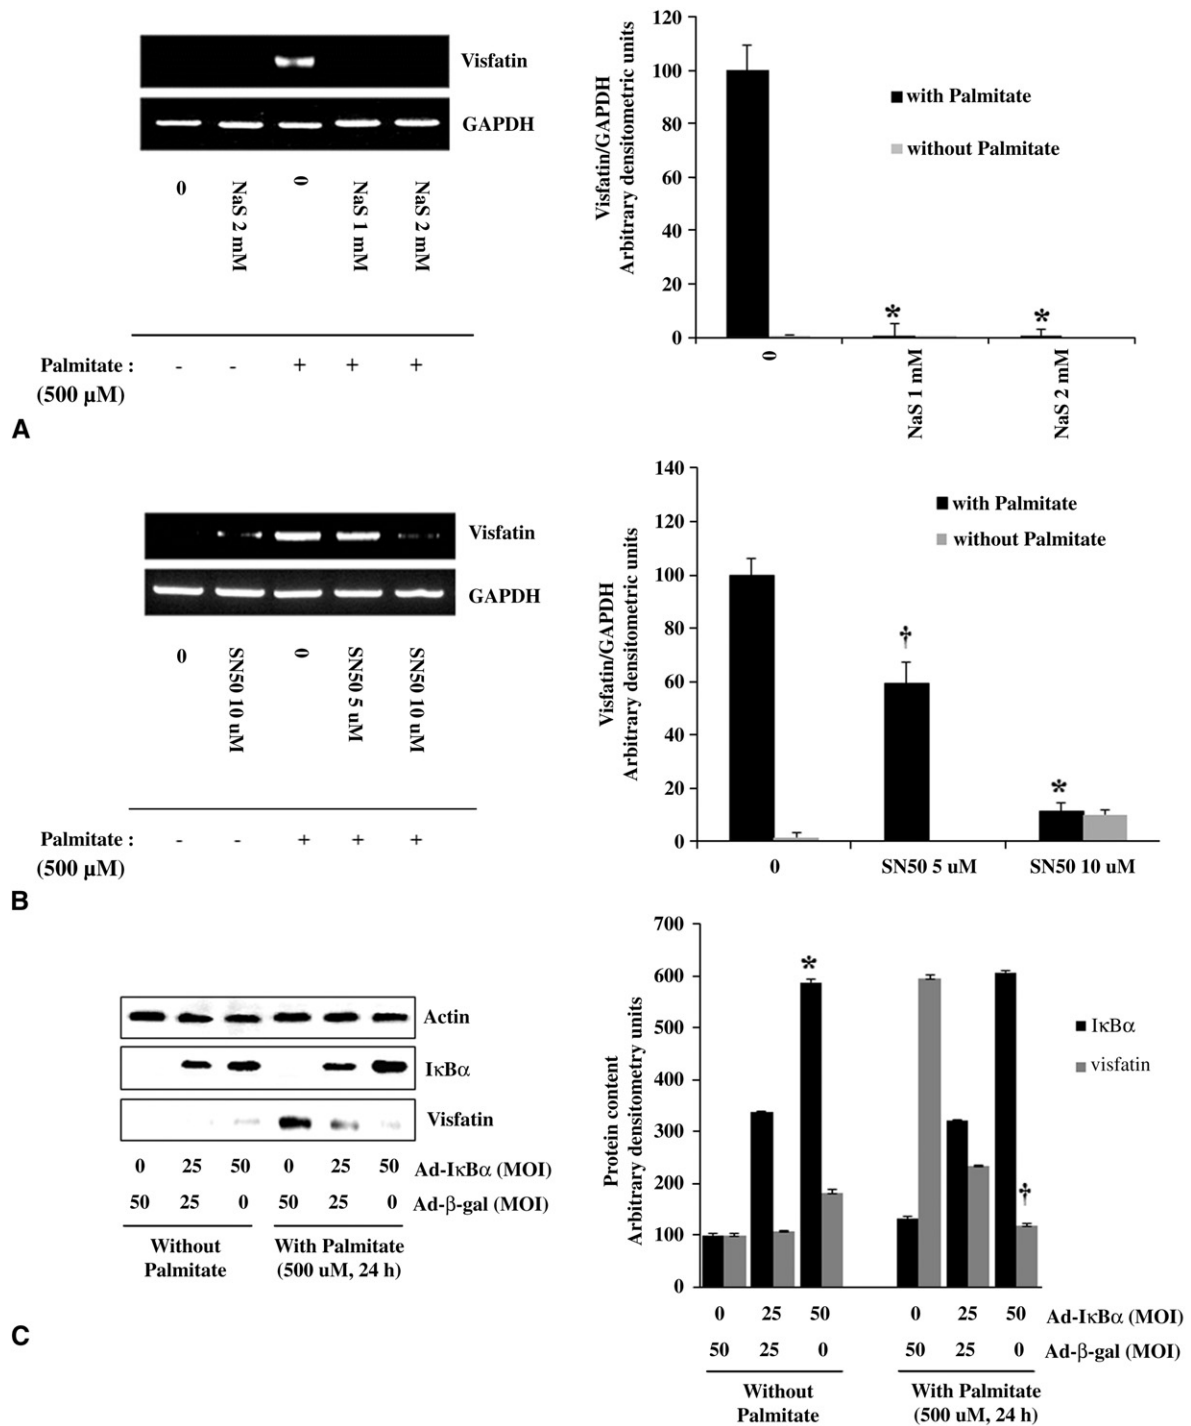 Visfatin
GAPDH
0
NaS 2 mM
0
NaS 1 mM
NaS 2 mM
Palmitate : - - + + +
(500 µM)
A
Visfatin/GAPDH
Arbitrary densitometric units
120
100
80
60
40
20
0
with Palmitate
without Palmitate
*
*
0
NaS 1 mM
NaS 2 mM
Visfatin
GAPDH
0
SN50 10 uM
0
SN50 5 uM
SN50 10 uM
Palmitate : - - + + +
(500 µM)
B
Visfatin/GAPDH
Arbitrary densitometric units
140
120
100
80
60
40
20
0
with Palmitate
without Palmitate
†
*
0 SN50 5 uM SN50 10 uM
Actin
IκBα
Visfatin
0 25 50 0 25 50 Ad-IκBα (MOI)
50 25 0 50 25 0 Ad-β-gal (MOI)
Without
Palmitate
With Palmitate
(500 uM, 24 h)
C
Protein content
Arbitrary densitometry units
700
600
500
400
300
200
100
0
*
†
IκBα
visfatin
0 25 50 0 25 50 Ad-IκBα (MOI)
50 25 0 50 25 0 Ad-β-gal (MOI)
Without
Palmitate
With Palmitate
(500 uM, 24 h)